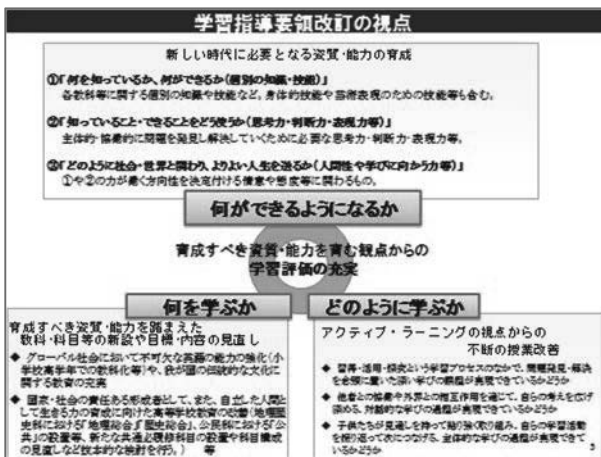 学習指導要領改訂の視点
新しい時代に必要となる資質・能力の育成
①「何を知っているか、何ができるか(個別の知識・技能)」
各教科等に関する個別の知識や技能など。身体的技能や芸術表現のための技能等も含む。
②「知っていること・できることをどう使うか(思考力・判断力・表現力等)」
主体的・協働的に問題を発見し解決していくために必要な思考力・判断力・表現力等。
③「どのように社会・世界と関わり、よりよい人生を送るか(人間性や学びに向かう力等)」
①や②の力が働く方向性を決定付ける情意や態度等に関わるもの。
何ができるようになるか
育成すべき資質・能力を育む観点からの
学習評価の充実
何を学ぶか
育成すべき資質・能力を踏まえた
教科・科目等の新設や目標・内容の見直し
◆ グローバル社会において不可欠な英語の能力の強化(小
学校高学年での教科化等)や、我が国の伝統的な文化に
関する教育の充実
◆ 国家・社会の責任ある形成者として、また、自立した人間と
して生きる力の育成に向けた高等学校教育の改善(地理歴
史科における「地理総合」「歴史総合」、公民科における「公
共」の設置等、新たな共通必履修科目の設置や科目構成
の見直しなど抜本的な検討を行う。) 等
どのように学ぶか
アクティブ・ラーニングの視点からの
不断の授業改善
◆ 習得・活用・探究という学習プロセスのなかで、問題発見・解決
を念頭に置いた深い学びの過程が実現できているかどうか
◆ 他者との協働や外界との相互作用を通じて、自らの考えを広げ
深める、対話的な学びの過程が実現できているかどうか
◆ 子供たちが見通しを持って粘り強く取り組み、自らの学習活動
を振り返って次につなげる、主体的な学びの過程が実現でき
ているかどうか
3